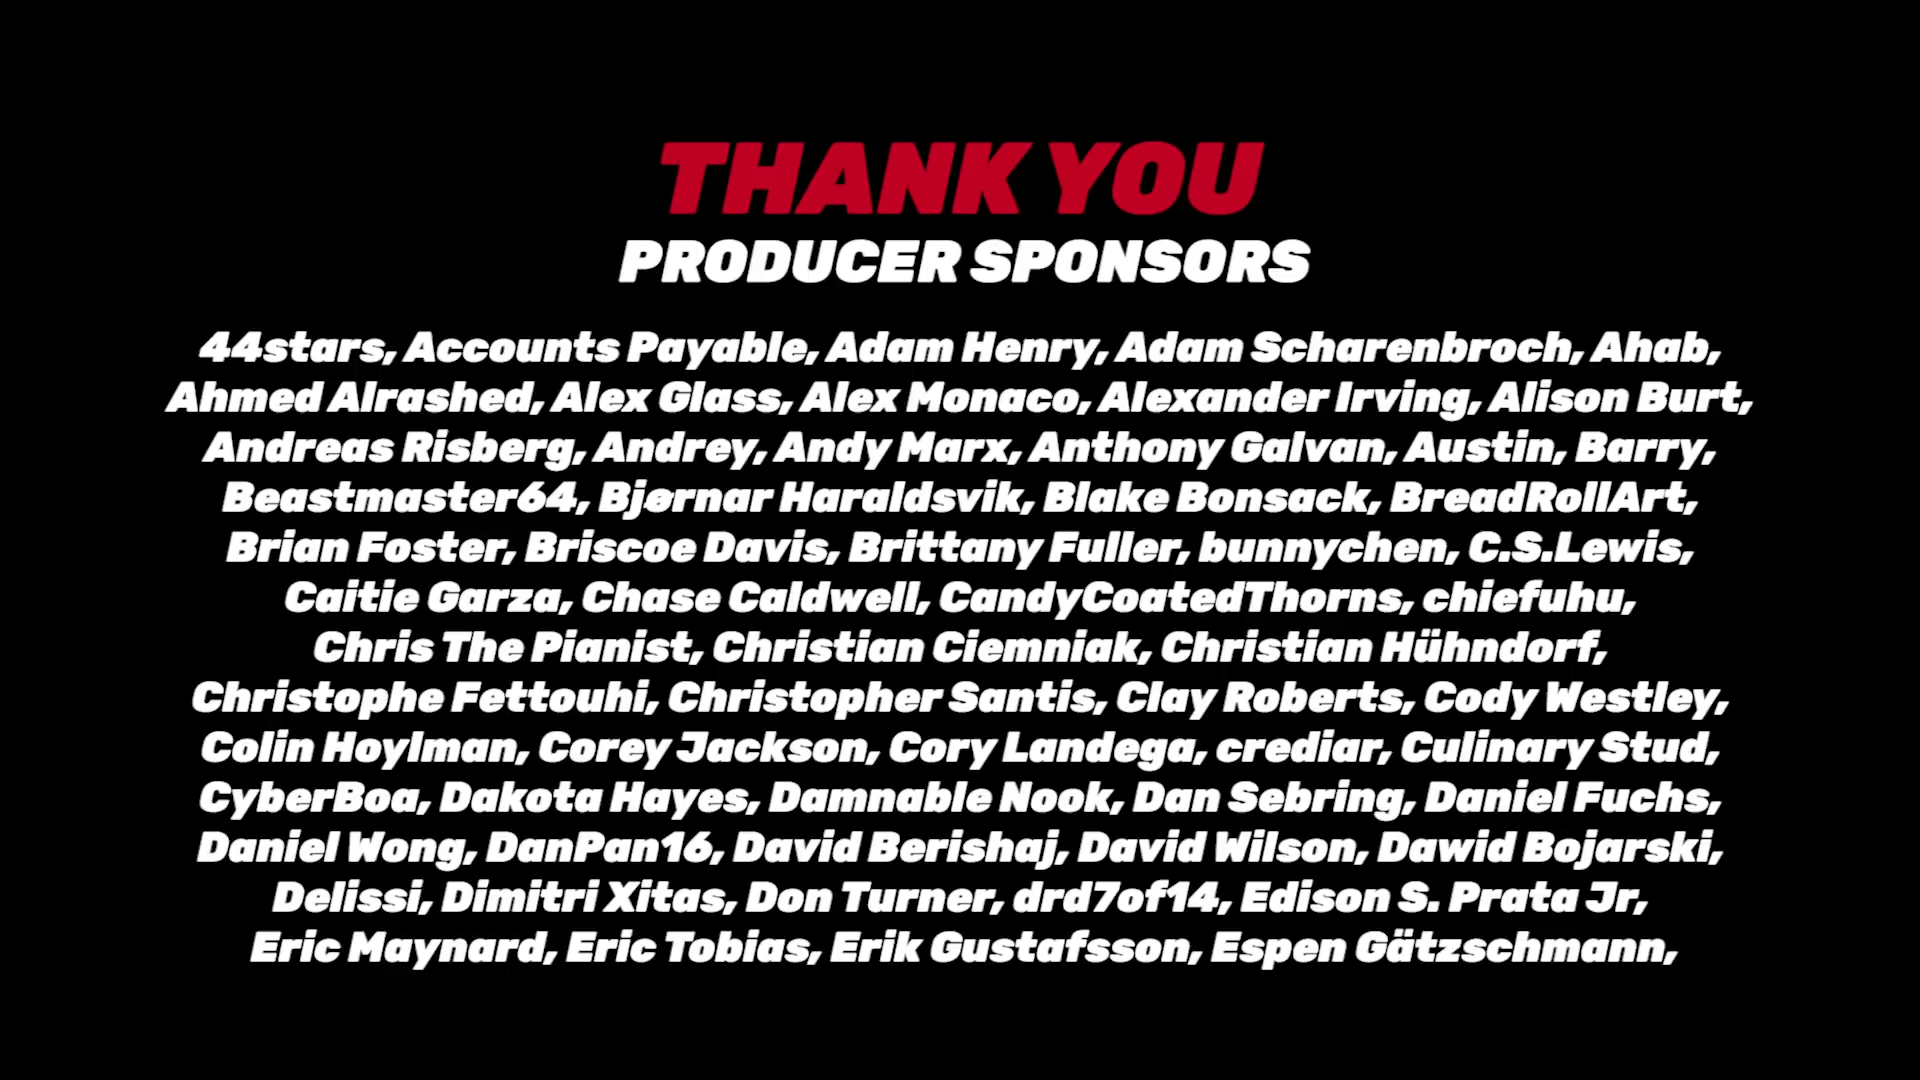 THANK YOU
PRODUCER SPONSORS
44stars, Accounts Payable, Adam Henry, Adam Scharenbroch, Ahab,
Ahmed Alrashed, Alex Glass, Alex Monaco, Alexander Irving, Alison Burt,
Andreas Risberg, Andrey, Andy Marx, Anthony Galvan, Austin, Barry,
Beastmaster64, Bjørnar Haraldsvik, Blake Bonsack, BreadRollArt,
Brian Foster, Briscoe Davis, Brittany Fuller, bunnychen, C.S.Lewis,
Caitie Garza, Chase Caldwell, CandyCoatedThorns, chiefuhu,
Chris The Pianist, Christian Ciemniak, Christian Hühndorf,
Christophe Fettouhi, Christopher Santis, Clay Roberts, Cody Westley,
Colin Hoylman, Corey Jackson, Cory Landega, crediar, Culinary Stud,
CyberBoa, Dakota Hayes, Damnable Nook, Dan Sebring, Daniel Fuchs,
Daniel Wong, DanPan16, David Berishaj, David Wilson, Dawid Bojarski,
Delissi, Dimitri Xitas, Don Turner, drd7of14, Edison S. Prata Jr,
Eric Maynard, Eric Tobias, Erik Gustafsson, Espen Gätzschmann,